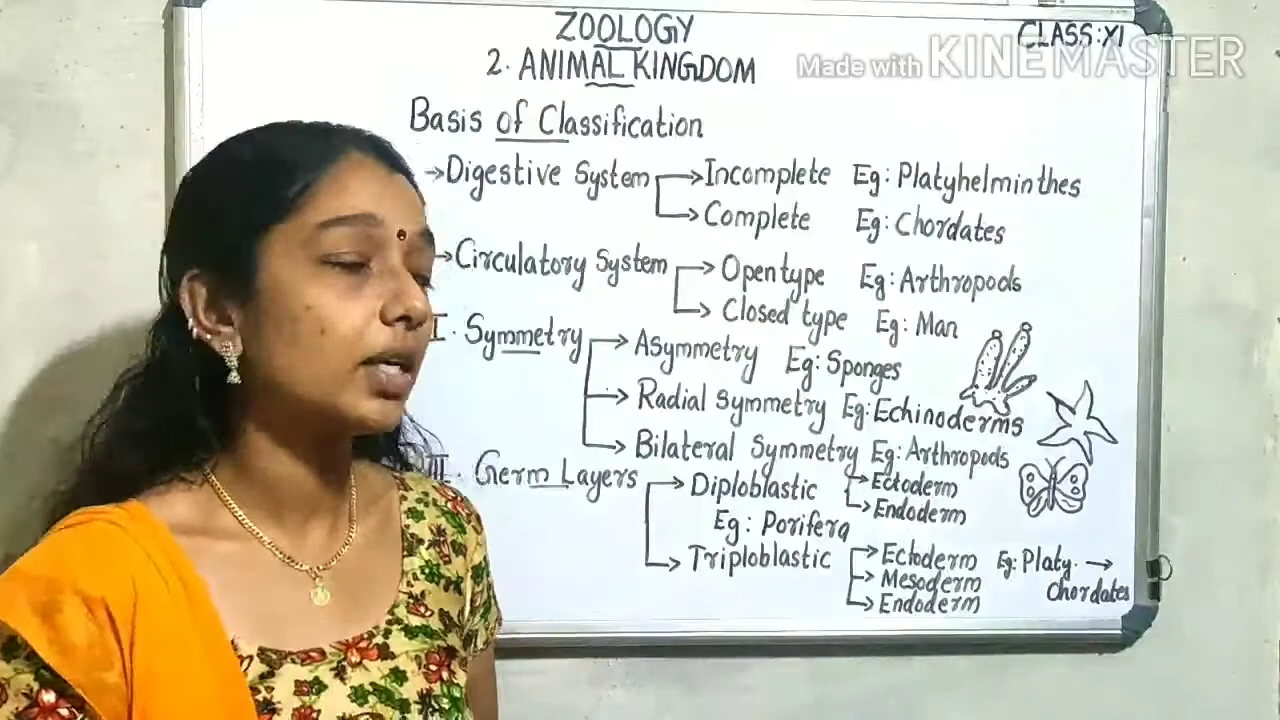 ZOOLOGY
CLASS: XI
Made with KINEMASTER
2. ANIMAL KINGDOM
Basis of Classification
→Digestive System →Incomplete Eg: Platyhelminthes
→Complete Eg: Chordates
→Circulatory System →Open type Eg: Arthropods
→Closed type Eg: Man
I. Symmetry →Asymmetry Eg: Sponges
→Radial Symmetry Eg: Echinoderms
→Bilateral Symmetry Eg: Arthropods
II. Germ Layers →Diploblastic →Ectoderm
→Endoderm
Eg: Porifera
→Triploblastic →Ectoderm Eg: Platy. →
→Mesoderm Chordates
→Endoderm